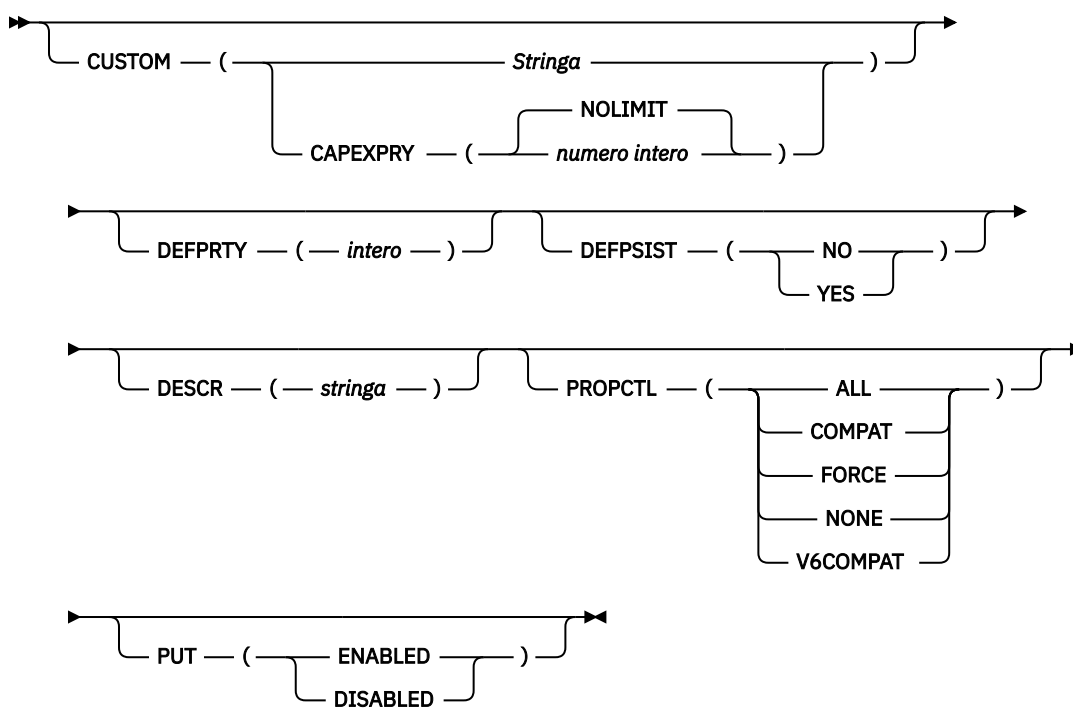 CUSTOM ( Stringa )
NOLIMIT
CAPEXPRY ( numero intero )
DEFPRTY ( intero ) DEFPSIST ( NO )
YES
DESCR ( stringa ) PROPCTL ( ALL )
COMPAT
FORCE
NONE
V6COMPAT
PUT ( ENABLED )
DISABLED